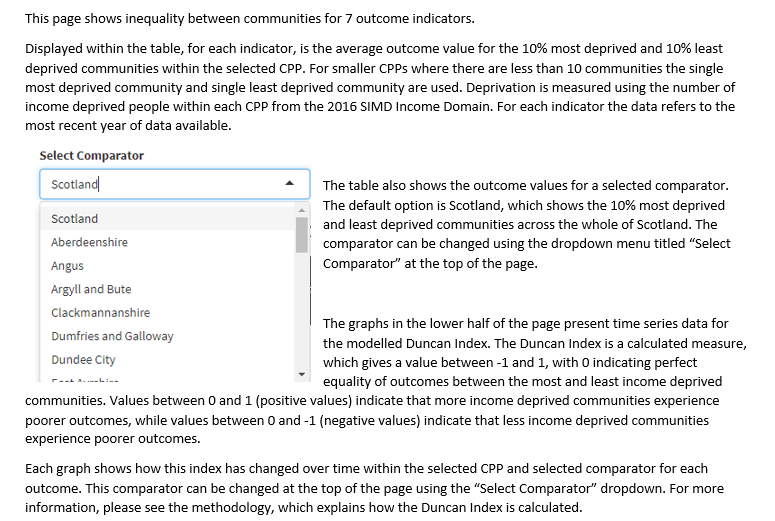 This page shows inequality between communities for 7 outcome indicators.
Displayed within the table, for each indicator, is the average outcome value for the 10% most deprived and 10% least
deprived communities within the selected CPP. For smaller CPPs where there are less than 10 communities the single
most deprived community and single least deprived community are used. Deprivation is measured using the number of
income deprived people within each CPP from the 2016 SIMD Income Domain. For each indicator the data refers to the
most recent year of data available.
Select Comparator
Scotland
Scotland
Aberdeenshire
Angus
Argyll and Bute
Clackmannanshire
Dumfries and Galloway
Dundee City
The table also shows the outcome values for a selected comparator.
The default option is Scotland, which shows the 10% most deprived
and least deprived communities across the whole of Scotland. The
comparator can be changed using the dropdown menu titled “Select
Comparator” at the top of the page.
The graphs in the lower half of the page present time series data for
the modelled Duncan Index. The Duncan Index is a calculated measure,
which gives a value between -1 and 1, with 0 indicating perfect
equality of outcomes between the most and least income deprived
communities. Values between 0 and 1 (positive values) indicate that more income deprived communities experience
poorer outcomes, while values between 0 and -1 (negative values) indicate that less income deprived communities
experience poorer outcomes.
Each graph shows how this index has changed over time within the selected CPP and selected comparator for each
outcome. This comparator can be changed at the top of the page using the “Select Comparator” dropdown. For more
information, please see the methodology, which explains how the Duncan Index is calculated.